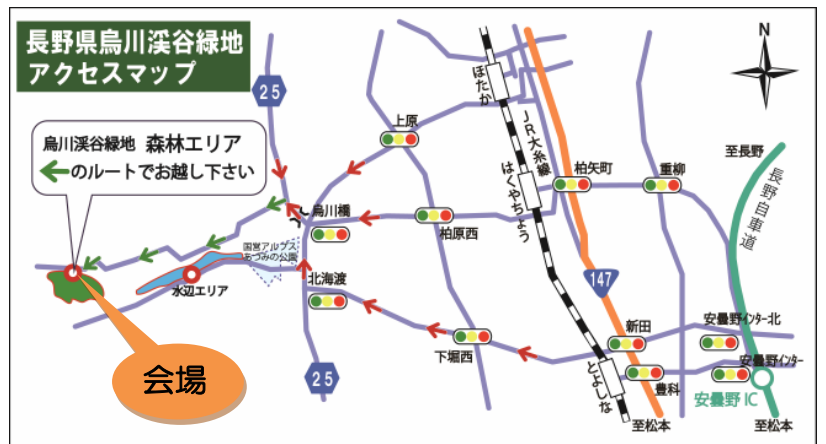 長野県烏川渓谷緑地
アクセスマップ
N
25
ほたか
上原
烏川渓谷緑地 森林エリア
のルートでお越し下さい
JR大糸線
至長野
柏矢町
重柳
長野自車道
はくやちょう
烏川橋
柏原西
国営アルプス
あづみの公園
水辺エリア
北海渡
147
新田
安曇野インター北
下堀西
安曇野インター
会場
25
とよしな
豊科
安曇野IC
至松本
至松本